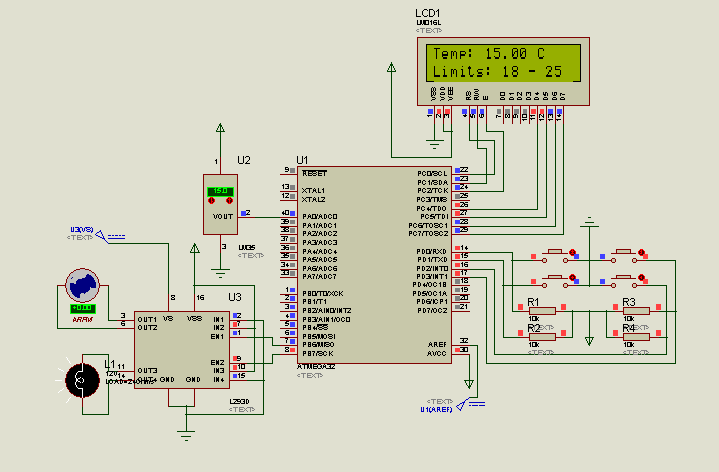 LCD1
LM016L
<TEXT>
Temp: 15.00 C
Limits: 18 - 25
VSS VDD VEE RS RW E D0 D1 D2 D3 D4 D5 D6 D7
1 2 3 4 5 6 7 8 9 10 11 12 13 14
U2
1
15.0
VOUT 2
3
LM35
<TEXT>
U1
9 RESET
13 XTAL1
12 XTAL2
40 PA0/ADC0
39 PA1/ADC1
38 PA2/ADC2
37 PA3/ADC3
36 PA4/ADC4
35 PA5/ADC5
34 PA6/ADC6
33 PA7/ADC7
1 PB0/T0/XCK
2 PB1/T1
3 PB2/AIN0/INT2
4 PB3/AIN1/OC0
5 PB4/SS
6 PB5/MOSI
7 PB6/MISO
8 PB7/SCK
PC0/SCL 22
PC1/SDA 23
PC2/TCK 24
PC3/TMS 25
PC4/TDO 26
PC5/TDI 27
PC6/TOSC1 28
PC7/TOSC2 29
PD0/RXD 14
PD1/TXD 15
PD2/INT0 16
PD3/INT1 17
PD4/OC1B 18
PD5/OC1A 19
PD6/ICP1 20
PD7/OC2 21
AREF 32
AVCC 30
ATMEGA32
<TEXT>
U3(VS)
<TEXT>
U3
8 16
VS VSS
3 OUT1
6 OUT2
11 OUT3
14 OUT4
GND GND
IN1 2
IN2 7
EN1 1
EN2 9
IN3 10
IN4 15
L293D
<TEXT>
L1
12V
R1
10k
<TEXT>
R2
10k
<TEXT>
R3
10k
<TEXT>
R4
10k
<TEXT>
<TEXT>
U1(AREF)